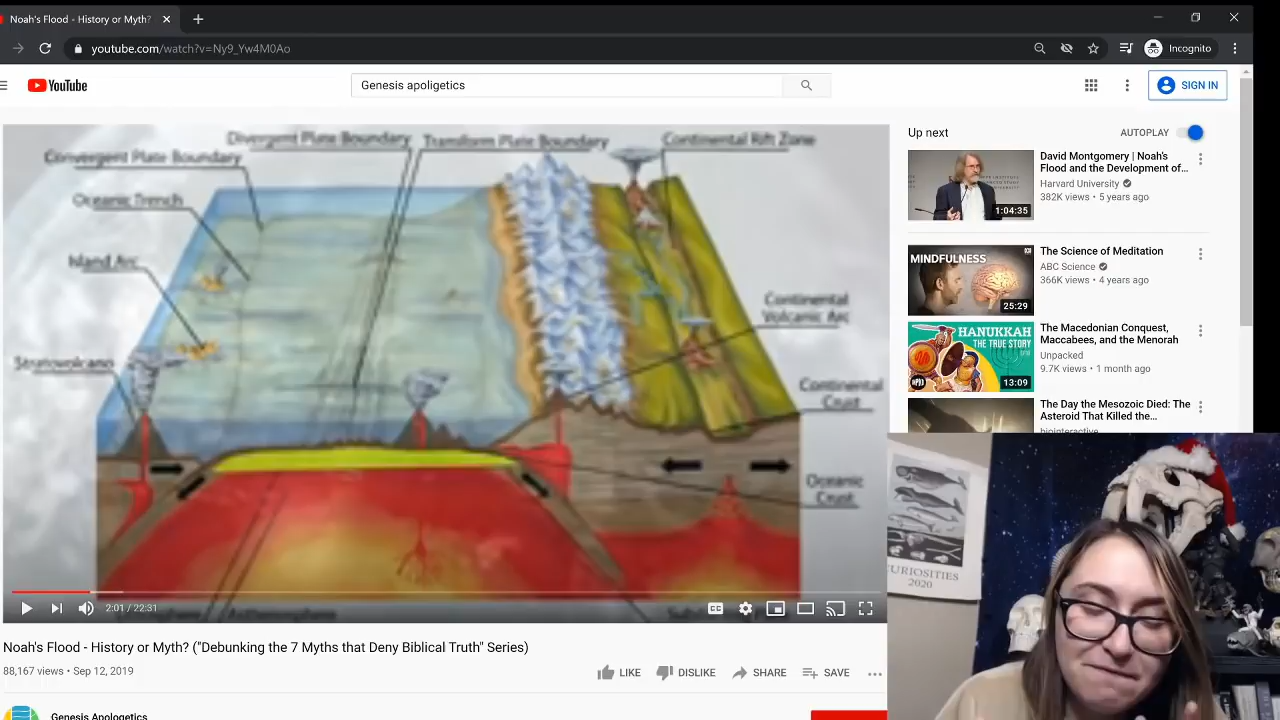 Noah's Flood - History or Myth?
youtube.com/watch?v=Ny9_Yw4M0Ao
Incognito
YouTube
Genesis apoligetics
SIGN IN
Divergent Plate Boundary
Transform Plate Boundary
Continental Rift Zone
Convergent Plate Boundary
Oceanic Trench
Island Arc
Stratovolcano
Continental
Volcanic Arc
Continental
Crust
Oceanic
Crust
2:01 / 22:31
CC
Noah's Flood - History or Myth? ("Debunking the 7 Myths that Deny Biblical Truth" Series)
88,167 views • Sep 12, 2019
LIKE
DISLIKE
SHARE
SAVE
Genesis Apologetics
Up next
AUTOPLAY
1:04:35
David Montgomery | Noah's
Flood and the Development of...
Harvard University
382K views • 5 years ago
MINDFULNESS
25:29
The Science of Meditation
ABC Science
366K views • 4 years ago
HANUKKAH
THE TRUE STORY
13:09
The Macedonian Conquest,
Maccabees, and the Menorah
Unpacked
9.7K views • 1 month ago
The Day the Mesozoic Died: The
Asteroid That Killed the...
biointeractive
CURIOSITIES
2020